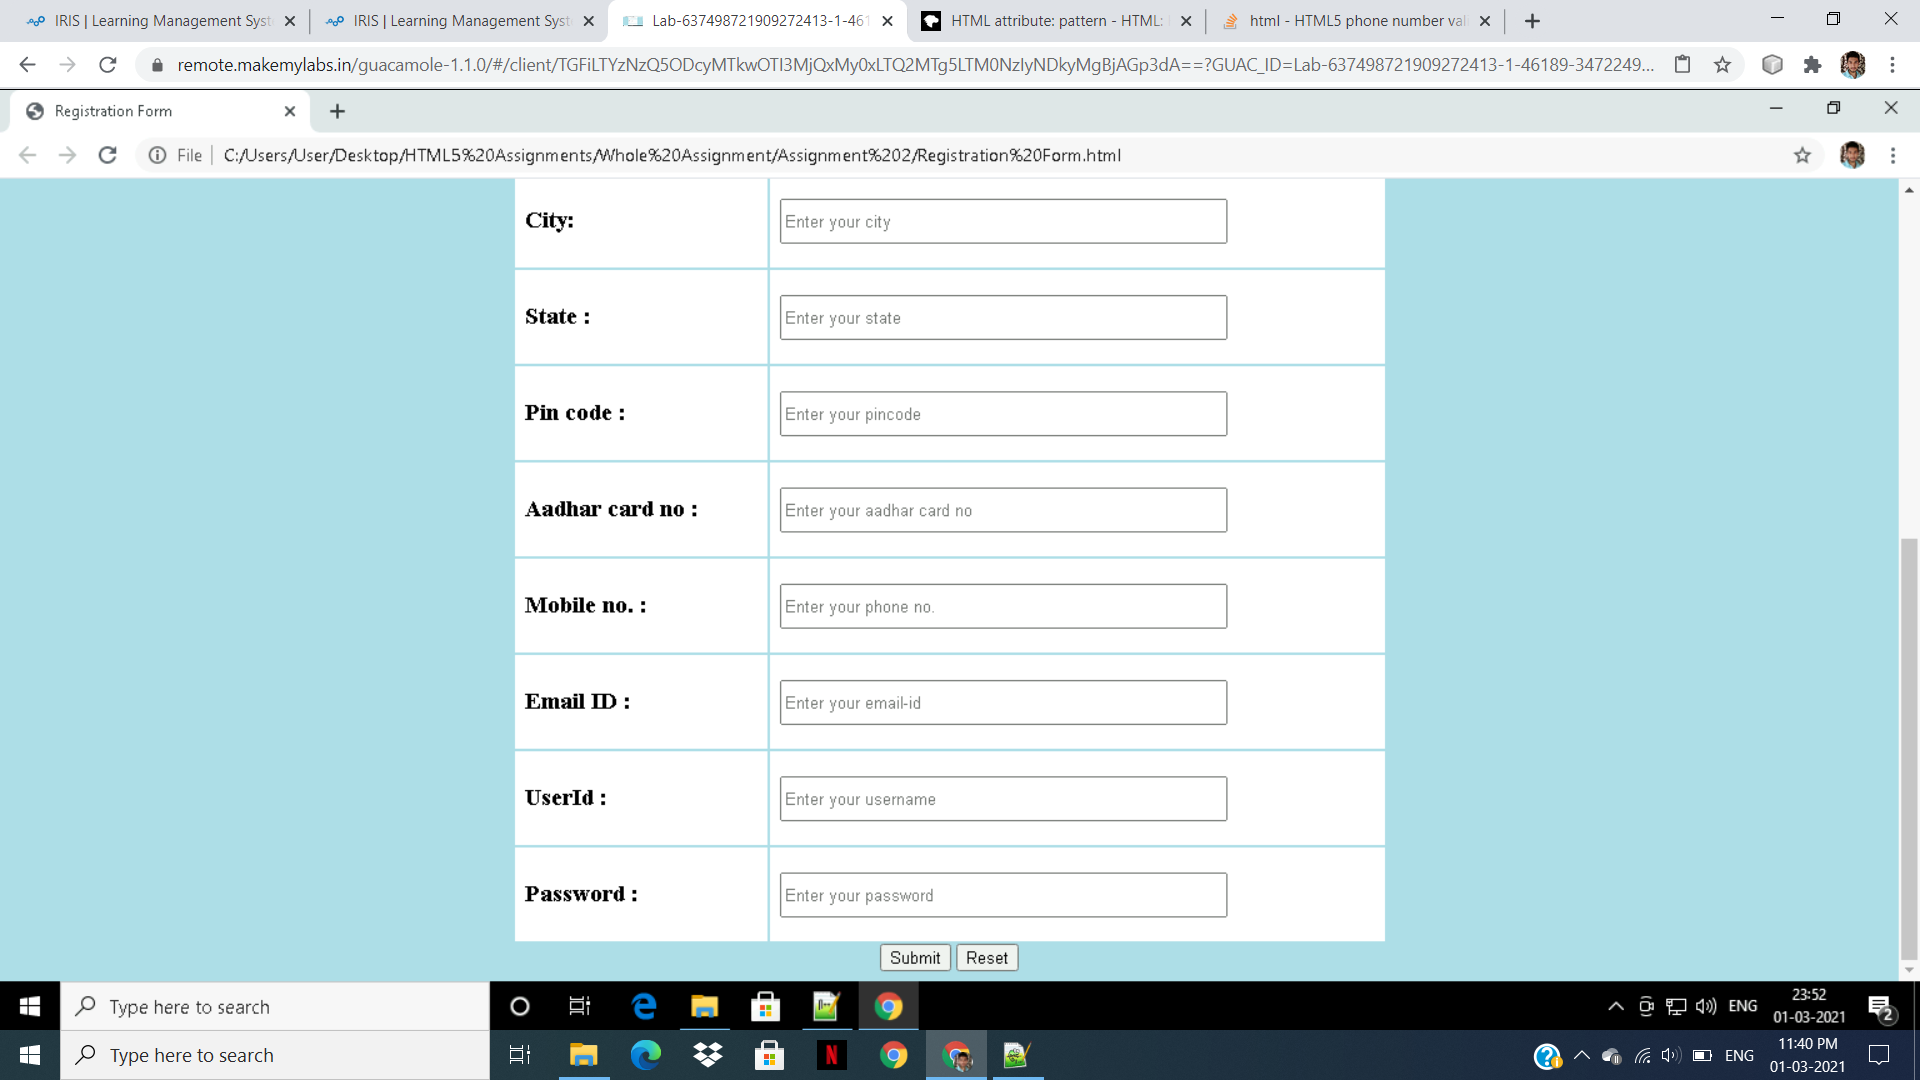 IRIS | Learning Management Syst
IRIS | Learning Management Syst
Lab-637498721909272413-1-461
HTML attribute: pattern - HTML:
html - HTML5 phone number val
remote.makemylabs.in/guacamole-1.1.0/#/client/TGFiLTYzNzQ5ODcyMTkwOTI3MjQxMy0xLTQ2MTg5LTM0NzIyNDkyMgBjAGp3dA==?GUAC_ID=Lab-637498721909272413-1-46189-3472249...
Registration Form
File
C:/Users/User/Desktop/HTML5%20Assignments/Whole%20Assignment/Assignment%202/Registration%20Form.html
City:
Enter your city
State :
Enter your state
Pin code :
Enter your pincode
Aadhar card no :
Enter your aadhar card no
Mobile no. :
Enter your phone no.
Email ID :
Enter your email-id
UserId :
Enter your username
Password :
Enter your password
Submit
Reset
Type here to search
ENG
23:52
01-03-2021
2
Type here to search
N
ENG
11:40 PM
01-03-2021